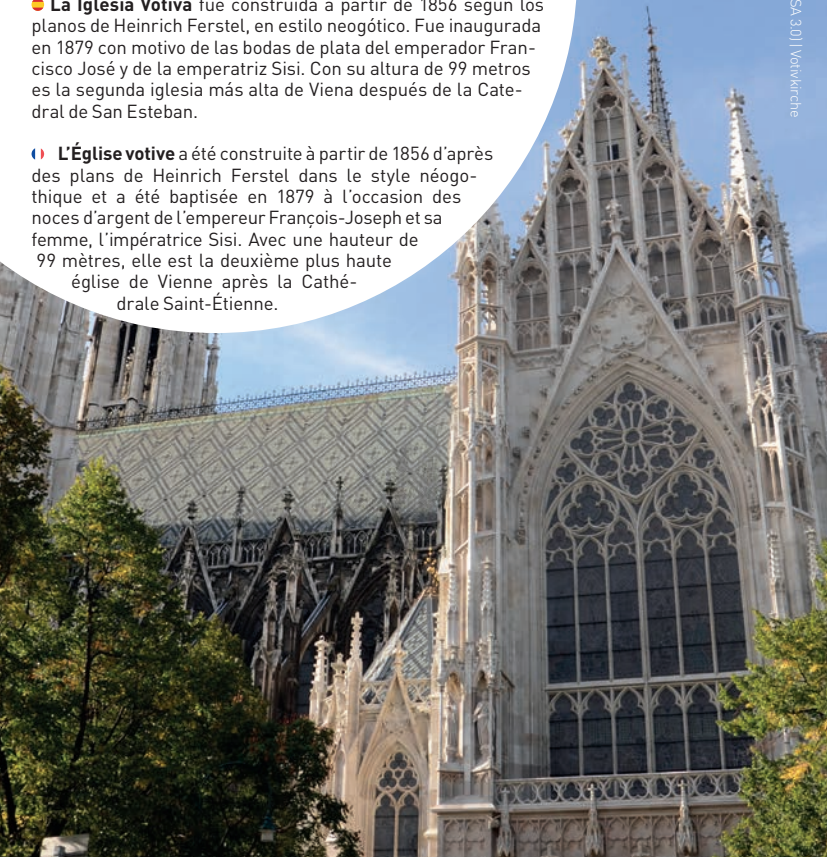 La Iglesia Votiva fue construida a partir de 1856 según los
planos de Heinrich Ferstel, en estilo neogótico. Fue inaugurada
en 1879 con motivo de las bodas de plata del emperador Fran-
cisco José y de la emperatriz Sisi. Con su altura de 99 metros
es la segunda iglesia más alta de Viena después de la Cate-
dral de San Esteban.
L'Église votive a été construite à partir de 1856 d'après
des plans de Heinrich Ferstel dans le style néogo-
thique et a été baptisée en 1879 à l'occasion des
noces d'argent de l'empereur François-Joseph et sa
femme, l'impératrice Sisi. Avec une hauteur de
99 mètres, elle est la deuxième plus haute
église de Vienne après la Cathé-
drale Saint-Étienne.
SA 3.0] | Votivkirche